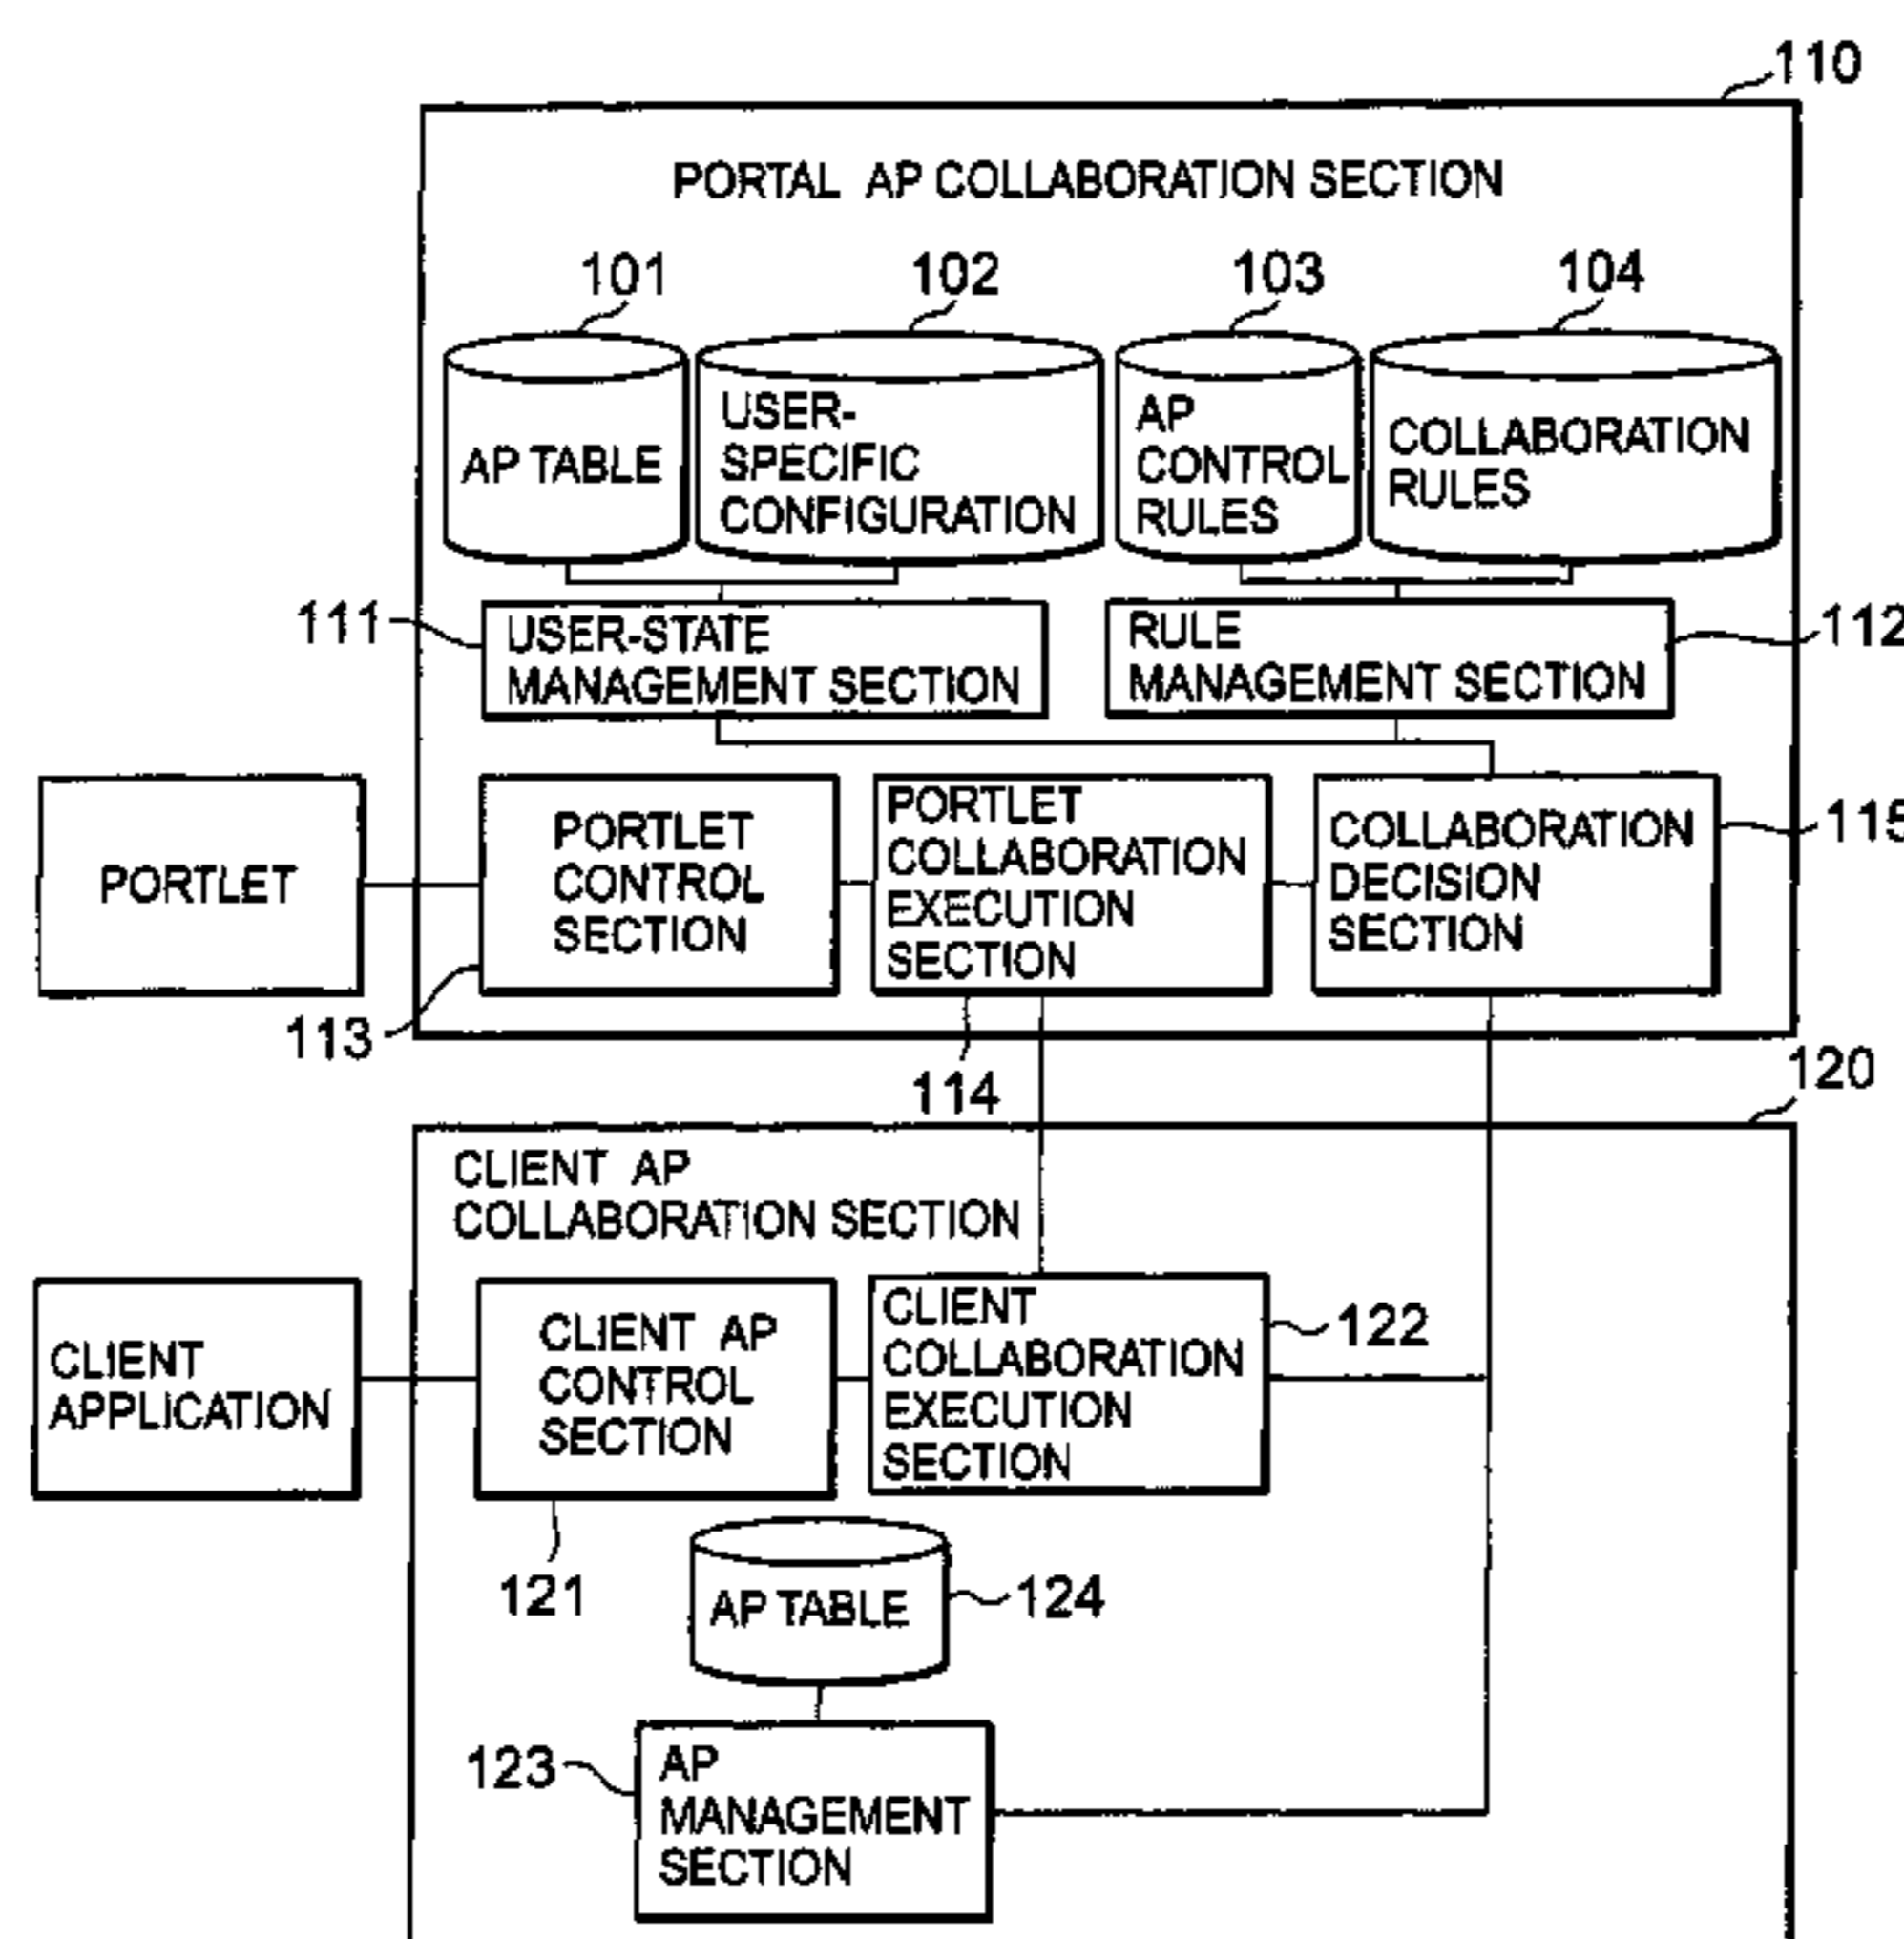 110
PORTAL AP COLLABORATION SECTION
101
102
103
104
AP TABLE
USER-
SPECIFIC
CONFIGURATION
AP
CONTROL
RULES
COLLABORATION
RULES
111
USER-STATE
MANAGEMENT SECTION
RULE
MANAGEMENT SECTION
112
PORTLET
PORTLET
CONTROL
SECTION
PORTLET
COLLABORATION
EXECUTION
SECTION
COLLABORATION
DECISION
SECTION
115
113
114
120
CLIENT AP
COLLABORATION SECTION
CLIENT
APPLICATION
CLIENT AP
CONTROL
SECTION
CLIENT
COLLABORATION
EXECUTION
SECTION
122
121
AP TABLE
124
123
AP
MANAGEMENT
SECTION